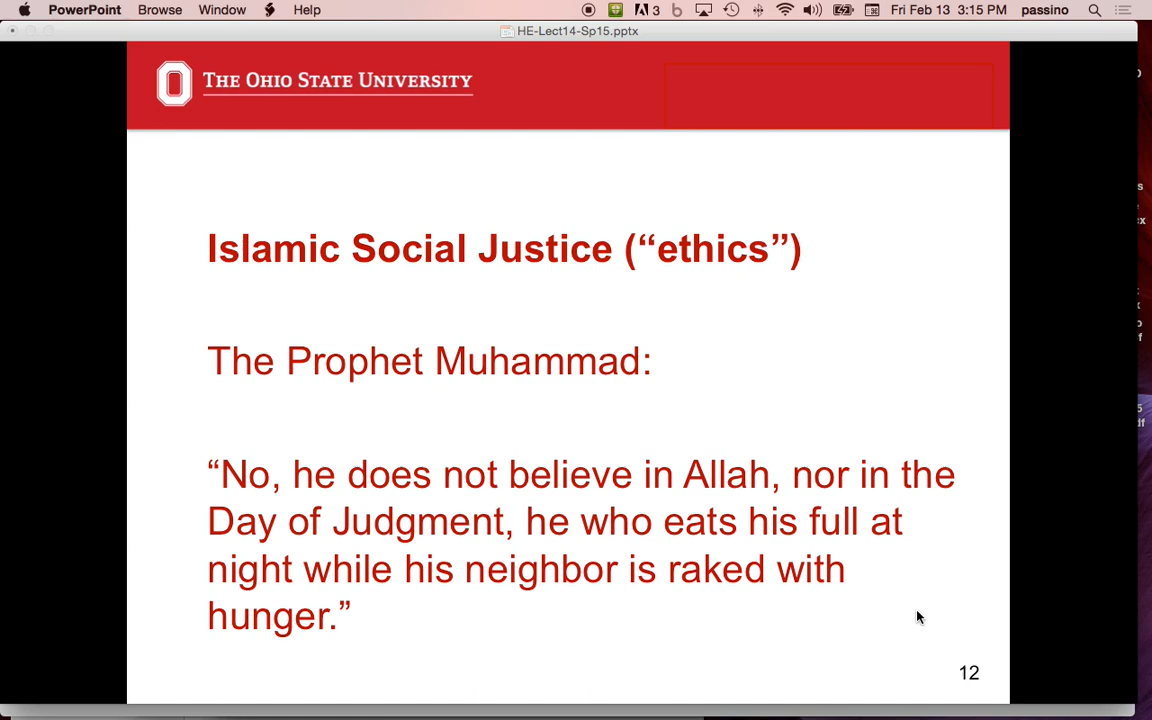 PowerPoint Browse Window Help 3 Fri Feb 13 3:15 PM passino
HE-Lect14-Sp15.pptx
THE OHIO STATE UNIVERSITY
Islamic Social Justice (“ethics”)
The Prophet Muhammad:
“No, he does not believe in Allah, nor in the
Day of Judgment, he who eats his full at
night while his neighbor is raked with
hunger.”
12